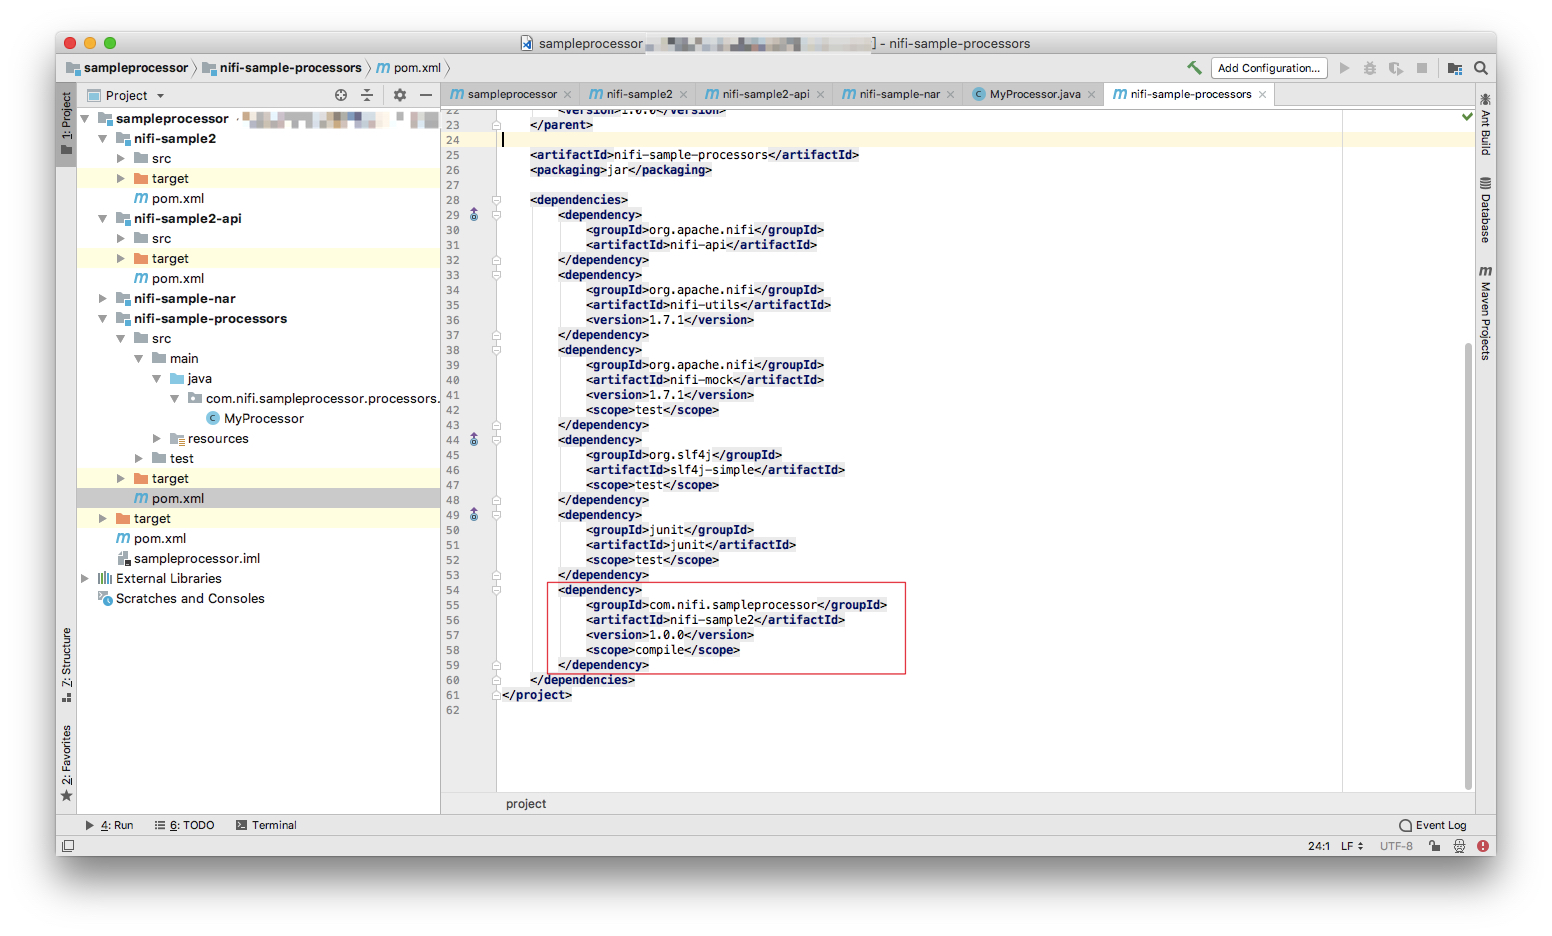 sampleprocessor ] - nifi-sample-processors
sampleprocessor nifi-sample-processors m pom.xml
Add Configuration...
1: Project
Project
sampleprocessor
nifi-sample2
src
target
m pom.xml
nifi-sample2-api
src
target
m pom.xml
nifi-sample-nar
nifi-sample-processors
src
main
java
com.nifi.sampleprocessor.processors.
C MyProcessor
resources
test
target
m pom.xml
target
m pom.xml
sampleprocessor.iml
External Libraries
Scratches and Consoles
Z: Structure
2: Favorites
m sampleprocessor m nifi-sample2 m nifi-sample2-api m nifi-sample-nar C MyProcessor.java m nifi-sample-processors
22 <version>1.0.0</version>
23 </parent>
24
25 <artifactId>nifi-sample-processors</artifactId>
26 <packaging>jar</packaging>
27
28 <dependencies>
29 <dependency>
30 <groupId>org.apache.nifi</groupId>
31 <artifactId>nifi-api</artifactId>
32 </dependency>
33 <dependency>
34 <groupId>org.apache.nifi</groupId>
35 <artifactId>nifi-utils</artifactId>
36 <version>1.7.1</version>
37 </dependency>
38 <dependency>
39 <groupId>org.apache.nifi</groupId>
40 <artifactId>nifi-mock</artifactId>
41 <version>1.7.1</version>
42 <scope>test</scope>
43 </dependency>
44 <dependency>
45 <groupId>org.slf4j</groupId>
46 <artifactId>slf4j-simple</artifactId>
47 <scope>test</scope>
48 </dependency>
49 <dependency>
50 <groupId>junit</groupId>
51 <artifactId>junit</artifactId>
52 <scope>test</scope>
53 </dependency>
54 <dependency>
55 <groupId>com.nifi.sampleprocessor</groupId>
56 <artifactId>nifi-sample2</artifactId>
57 <version>1.0.0</version>
58 <scope>compile</scope>
59 </dependency>
60 </dependencies>
61 </project>
62
project
Ant Build
Database
m Maven Projects
4: Run 6: TODO Terminal
Event Log
24:1 LF UTF-8